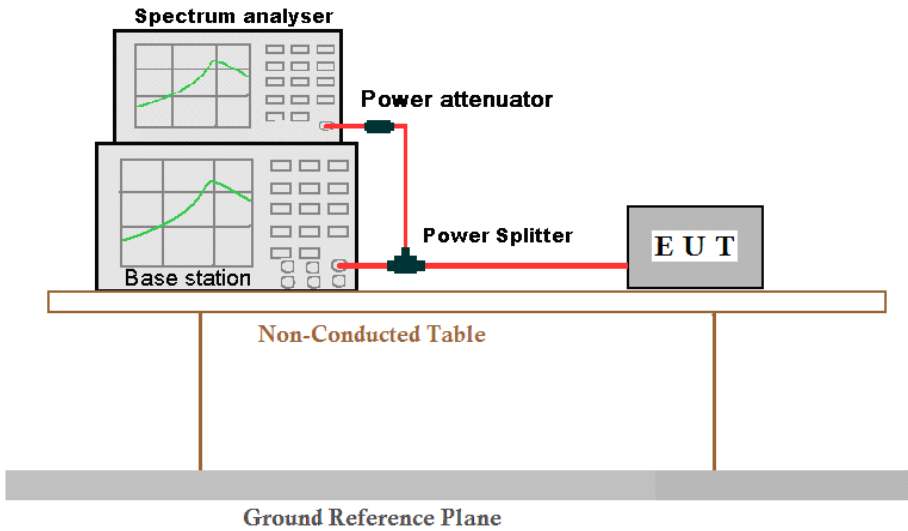 Spectrum analyser
Power attenuator
Power Splitter
E U T
Base station
Non-Conducted Table
Ground Reference Plane